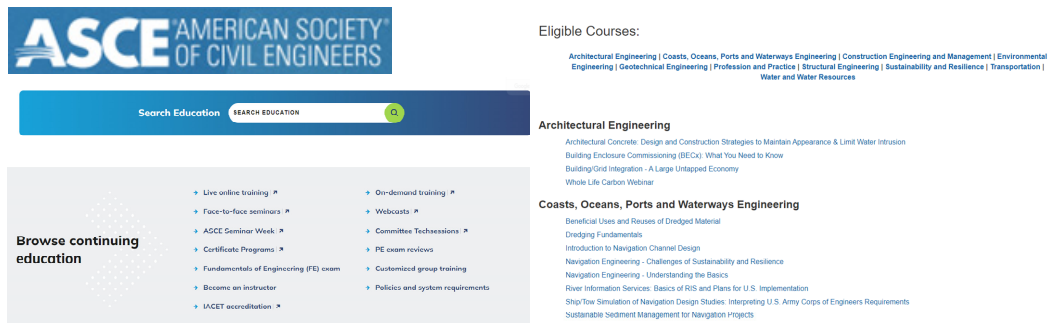 ASCE AMERICAN SOCIETY
OF CIVIL ENGINEERS
Search Education
SEARCH EDUCATION
Browse continuing
education
Live online training
Face-to-face seminars
ASCE Seminar Week
Certificate Programs
Fundamentals of Engineering (FE) exam
Become an instructor
IACET accreditation
On-demand training
Webcasts
Committee Techsessions
PE exam reviews
Customized group training
Policies and system requirements
Eligible Courses:
Architectural Engineering | Coasts, Oceans, Ports and Waterways Engineering | Construction Engineering and Management | Environmental
Engineering | Geotechnical Engineering | Profession and Practice | Structural Engineering | Sustainability and Resilience | Transportation |
Water and Water Resources
Architectural Engineering
Architectural Concrete: Design and Construction Strategies to Maintain Appearance & Limit Water Intrusion
Building Enclosure Commissioning (BECx): What You Need to Know
Building/Grid Integration - A Large Untapped Economy
Whole Life Carbon Webinar
Coasts, Oceans, Ports and Waterways Engineering
Beneficial Uses and Reuses of Dredged Material
Dredging Fundamentals
Introduction to Navigation Channel Design
Navigation Engineering - Challenges of Sustainability and Resilience
Navigation Engineering - Understanding the Basics
River Information Services: Basics of RIS and Plans for U.S. Implementation
Ship/Tow Simulation of Navigation Design Studies: Interpreting U.S. Army Corps of Engineers Requirements
Sustainable Sediment Management for Navigation Projects